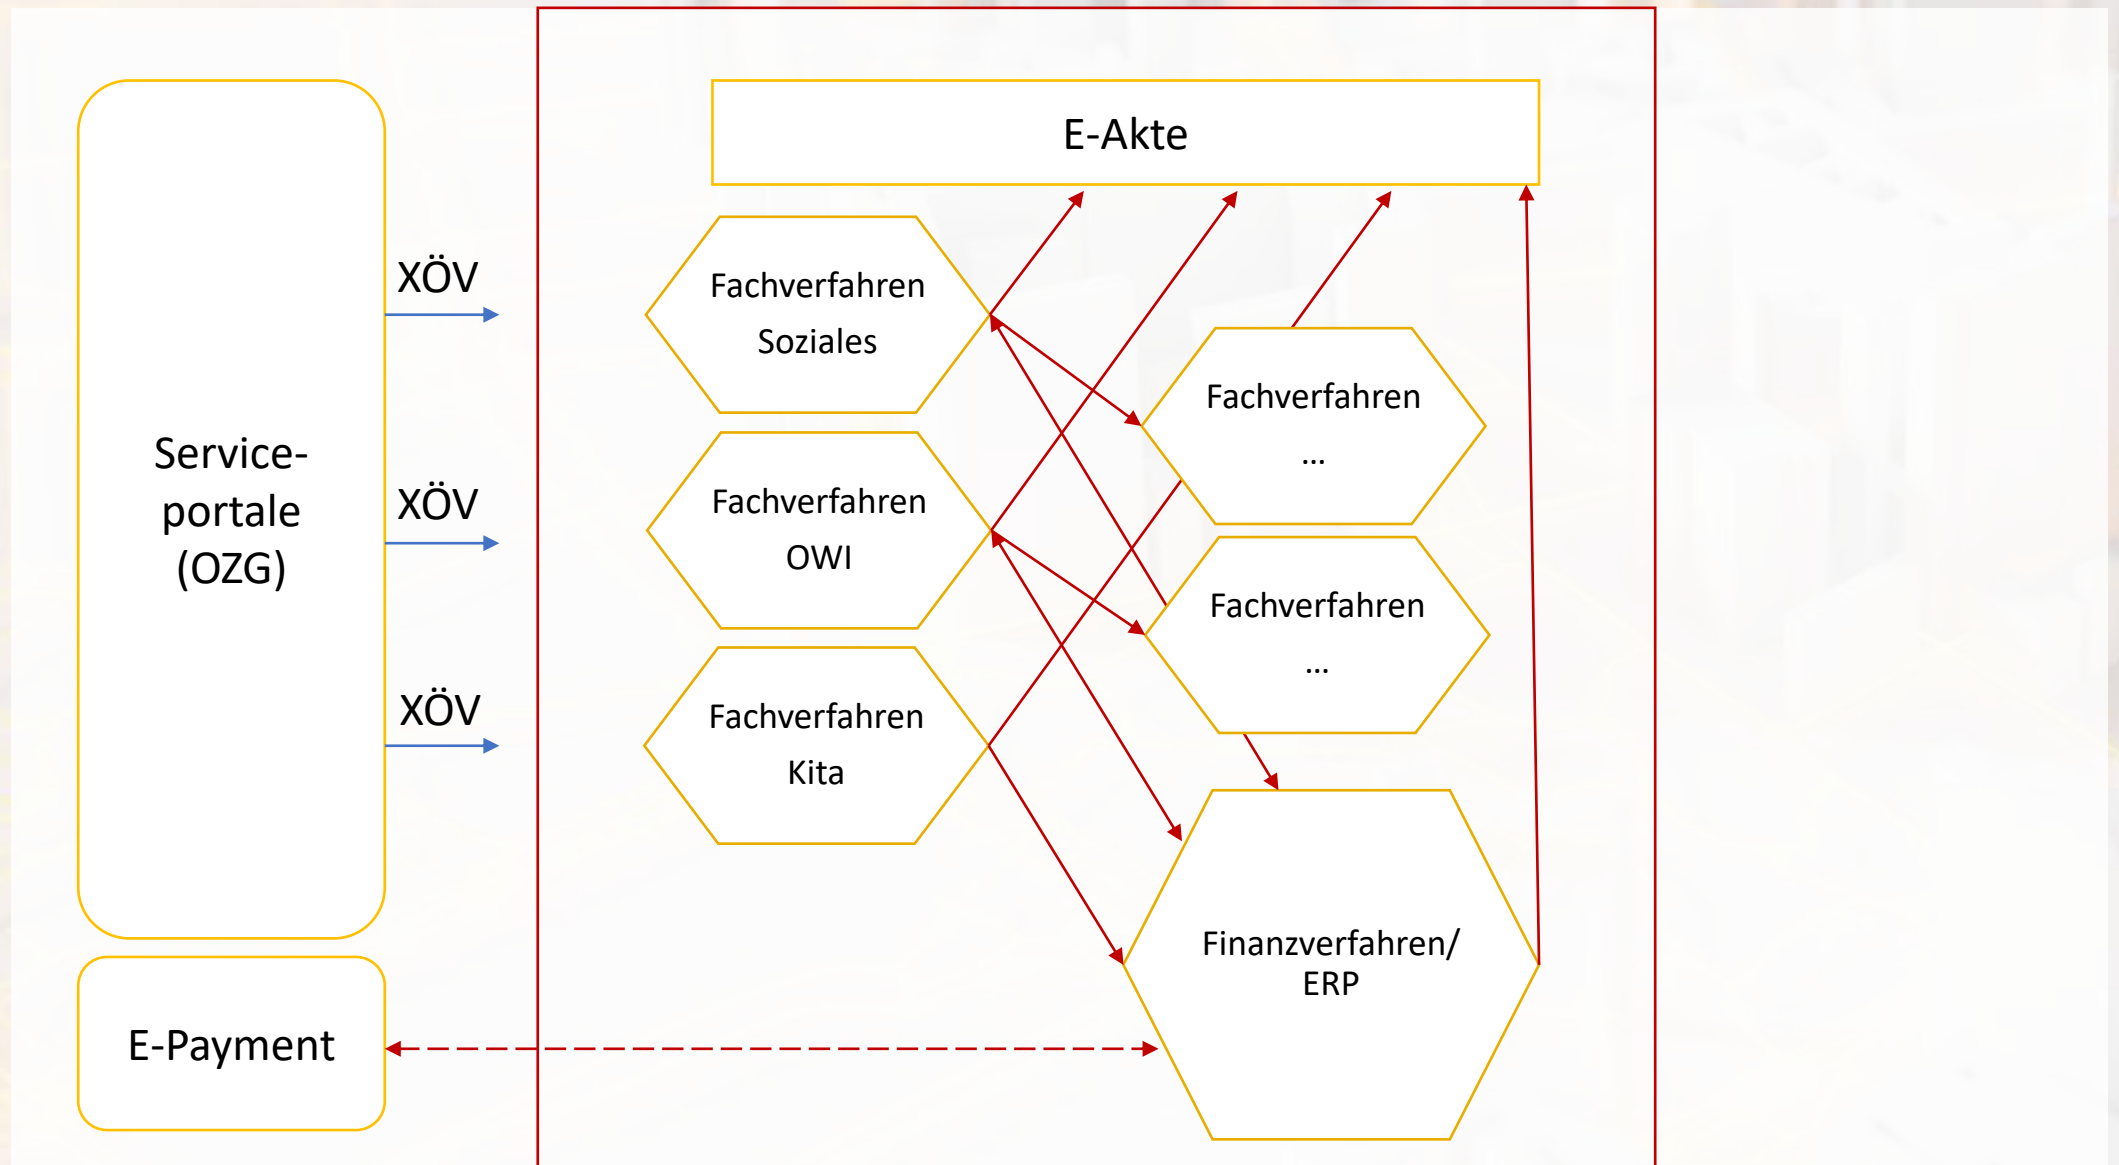 E-Akte
Service-
portale
(OZG)
XÖV
XÖV
XÖV
E-Payment
Fachverfahren
Soziales
Fachverfahren
OWI
Fachverfahren
Kita
Fachverfahren
...
Fachverfahren
...
Finanzverfahren/
ERP